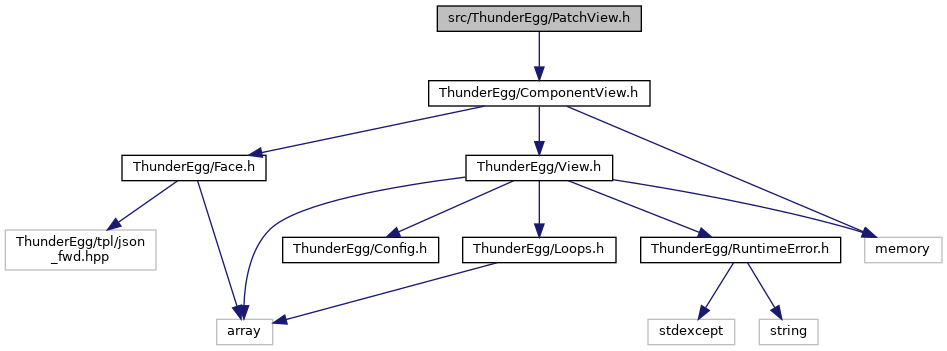 src/ThunderEgg/PatchView.h
ThunderEgg/ComponentView.h
ThunderEgg/Face.h
ThunderEgg/View.h
ThunderEgg/tpl/json
_fwd.hpp
ThunderEgg/Config.h
ThunderEgg/Loops.h
ThunderEgg/RuntimeError.h
memory
array
stdexcept
string